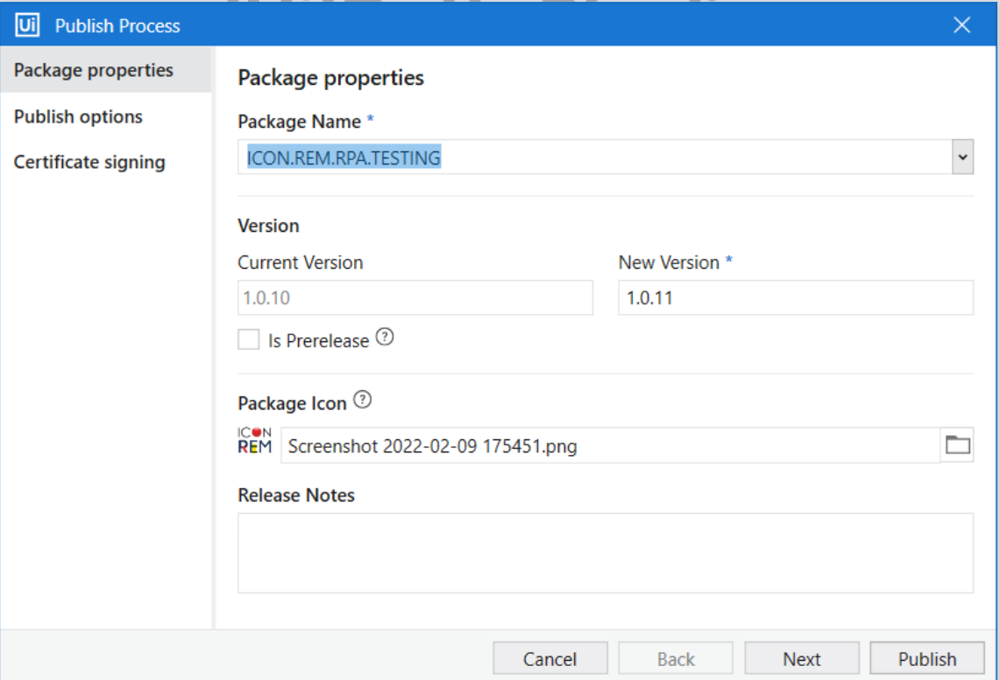 Ui Publish Process
Package properties
Publish options
Certificate signing
Package properties
Package Name *
ICON.REM.RPA.TESTING
Version
Current Version
New Version *
1.0.10
1.0.11
Is Prerelease ?
Package Icon ?
ICON
REM
Screenshot 2022-02-09 175451.png
Release Notes
Cancel
Back
Next
Publish